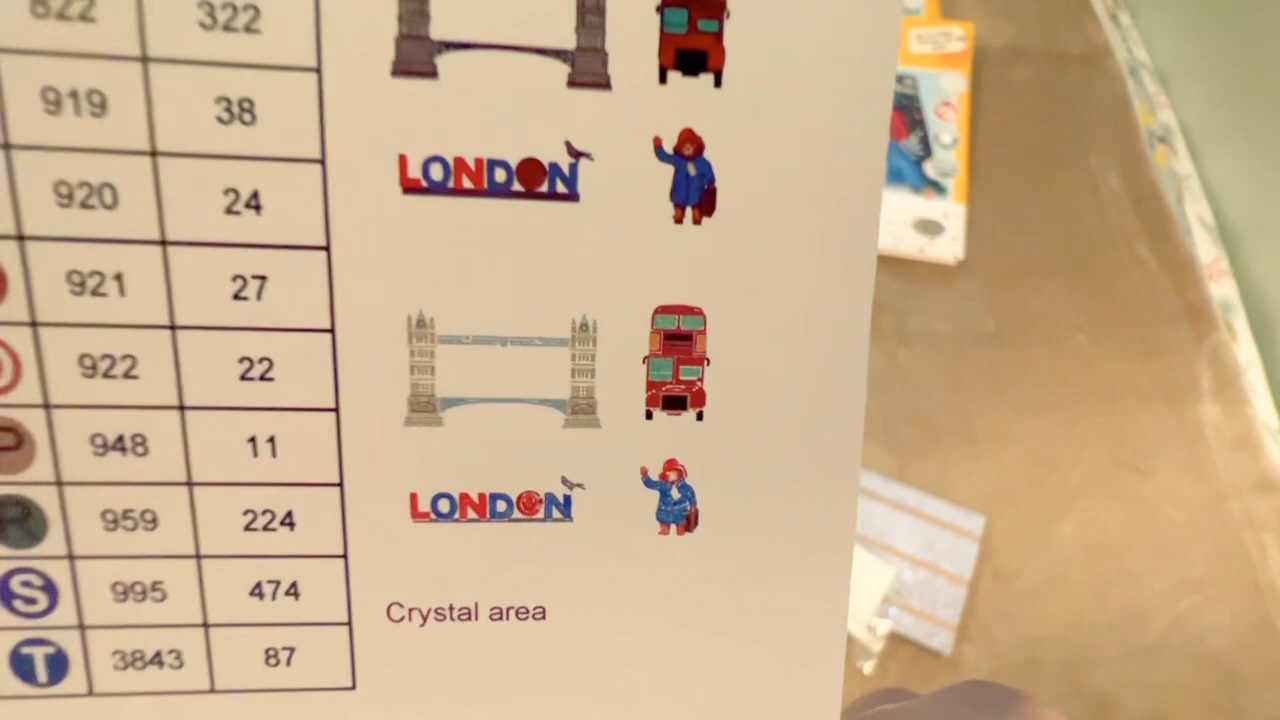 822 322
919 38
LONDON
920 24
921 27
922 22
948 11
P
LONDON
R 959 224
S 995 474
Crystal area
T 3843 87